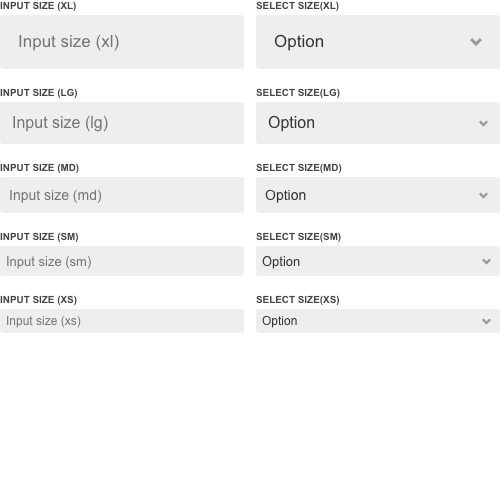 INPUT SIZE (XL) SELECT SIZE(XL)
Input size (xl) Option
INPUT SIZE (LG) SELECT SIZE(LG)
Input size (lg) Option
INPUT SIZE (MD) SELECT SIZE(MD)
Input size (md) Option
INPUT SIZE (SM) SELECT SIZE(SM)
Input size (sm) Option
INPUT SIZE (XS) SELECT SIZE(XS)
Input size (xs) Option